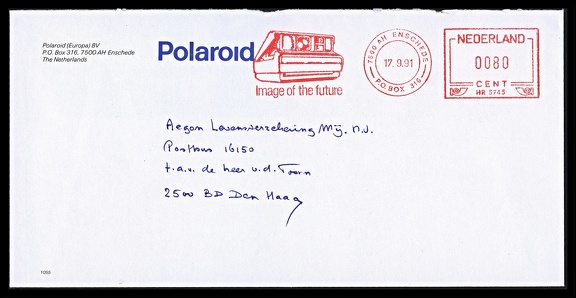 Polaroid (Europa) BV
P.O. Box 316, 7500 AH Enschede
The Netherlands
Polaroid
Image of the future
7500 AH ENSCHEDE
17.9.91
P.O. BOX 316
NEDERLAND
0080
CENT
HR 5745
Aegon Levensverzekering Mij. N.V.
Postbus 16150
t.a.v. de heer v.d. Toorn
2500 BD Den Haag
1055